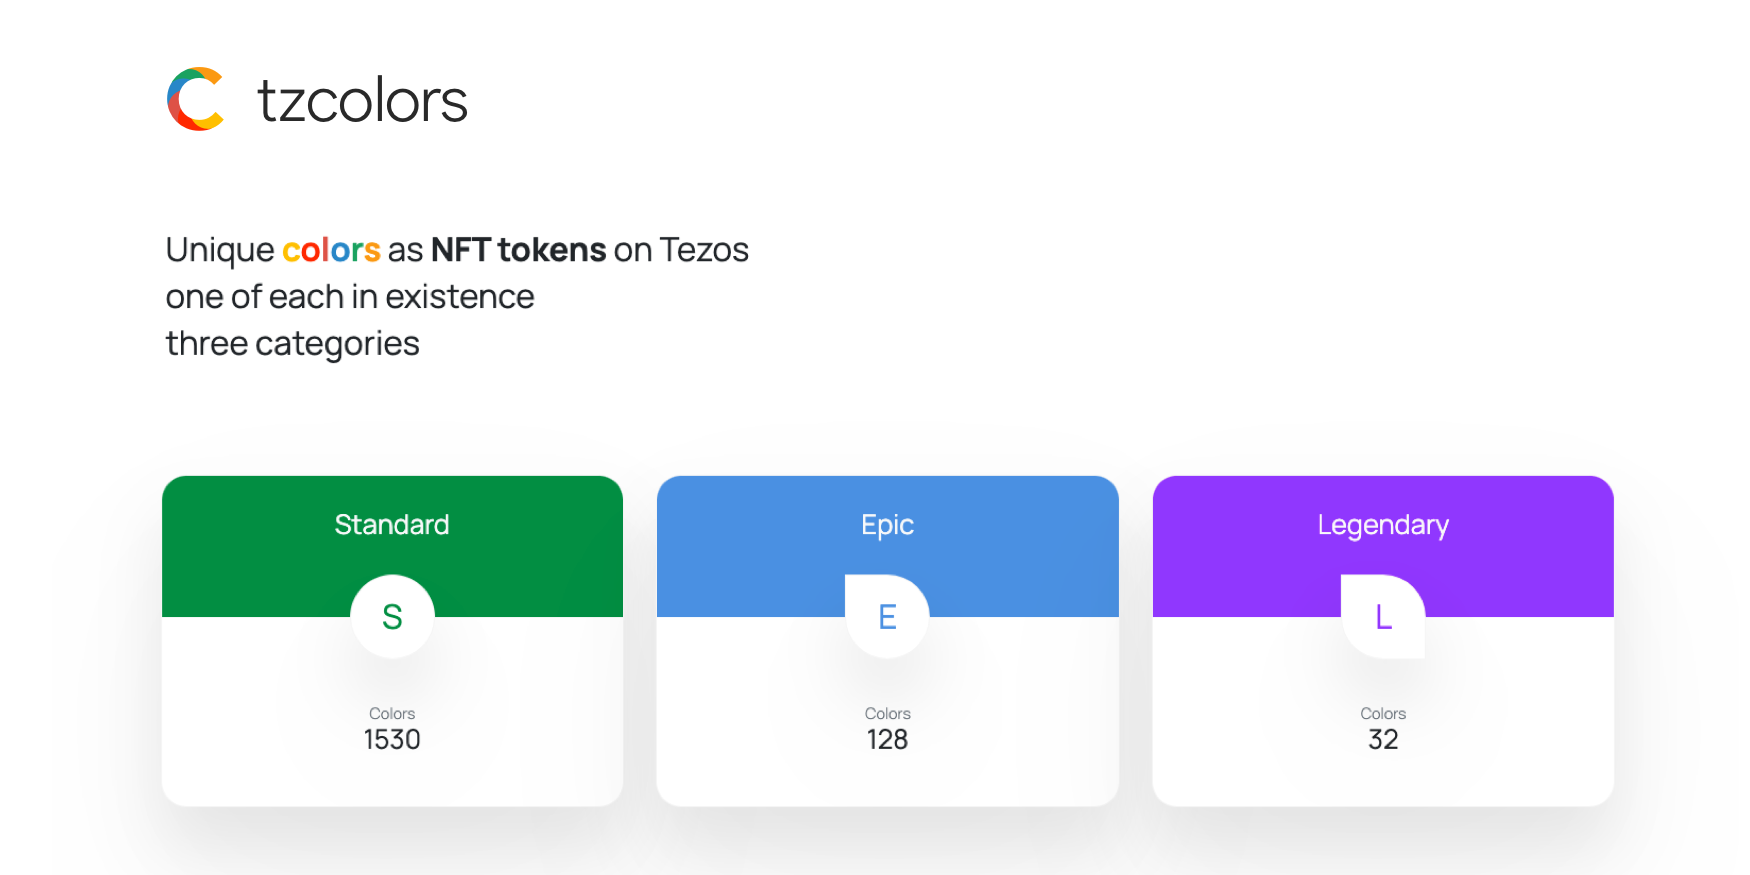 tzcolors
Unique colors as NFT tokens on Tezos
one of each in existence
three categories
Standard
S
Colors
1530
Epic
E
Colors
128
Legendary
L
Colors
32